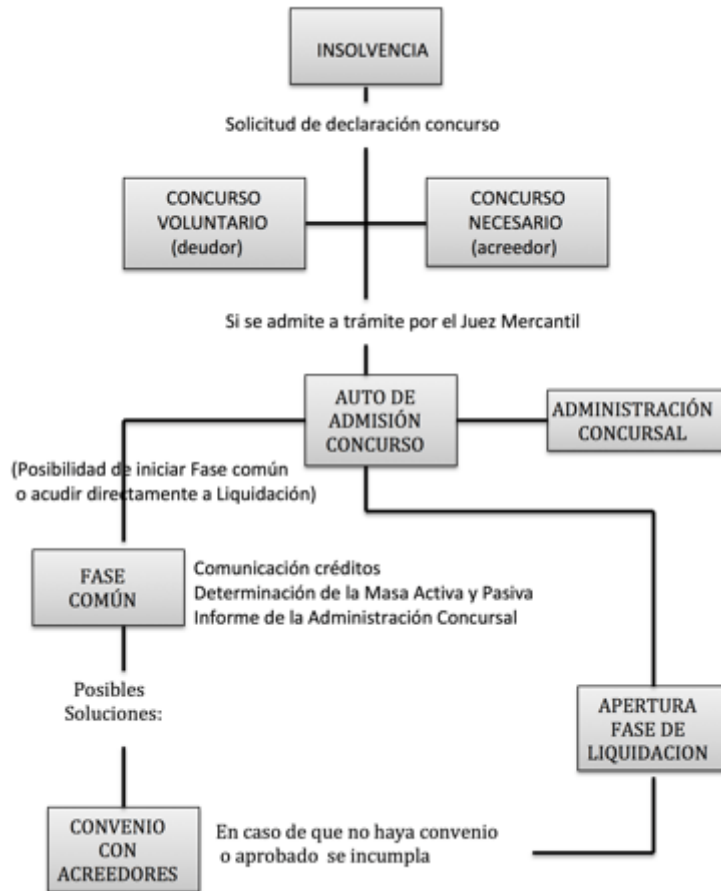 INSOLVENCIA
Solicitud de declaración concurso
CONCURSO
VOLUNTARIO
(deudor)
CONCURSO
NECESARIO
(acreedor)
Si se admite a trámite por el Juez Mercantil
AUTO DE
ADMISIÓN
CONCURSO
ADMINISTRACIÓN
CONCURSAL
(Posibilidad de iniciar Fase común
o acudir directamente a Liquidación)
FASE
COMÚN
Comunicación créditos
Determinación de la Masa Activa y Pasiva
Informe de la Administración Concursal
Posibles
Soluciones:
APERTURA
FASE DE
LIQUIDACION
CONVENIO
CON
ACREEDORES
En caso de que no haya convenio
o aprobado se incumpla